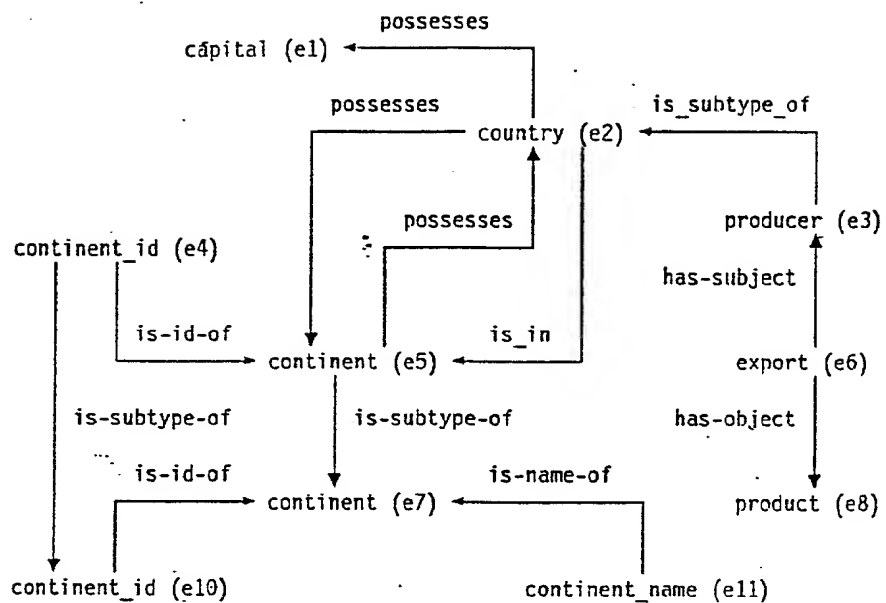 possesses
capital (e1)
possesses
is_subtype_of
country (e2)
possesses
producer (e3)
continent_id (e4)
has-subject
is-id-of
is_in
continent (e5)
export (e6)
is-subtype-of
is-subtype-of
has-object
is-id-of
is-name-of
continent (e7)
product (e8)
continent_id (e10)
continent_name (e11)